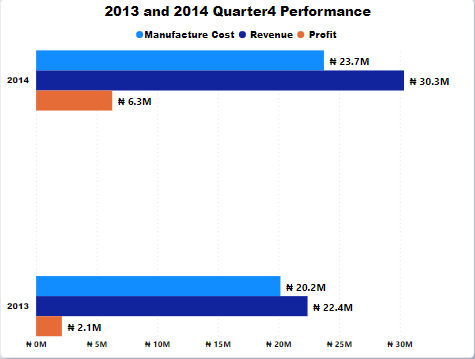 2013 and 2014 Quarter4 Performance
Manufacture Cost Revenue Profit
₦ 23.7M
2014 ₦ 30.3M
₦ 6.3M
₦ 20.2M
2013 ₦ 22.4M
₦ 2.1M
₦ 0M ₦ 5M ₦ 10M ₦ 15M ₦ 20M ₦ 25M ₦ 30M